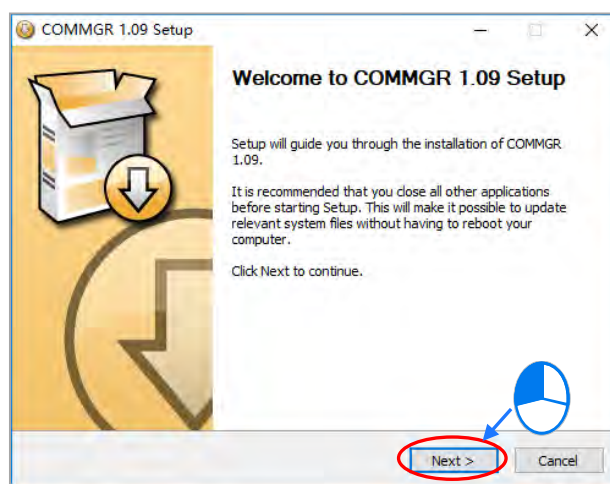 COMMGR 1.09 Setup
Welcome to COMMGR 1.09 Setup
Setup will guide you through the installation of COMMGR
1.09.
It is recommended that you close all other applications
before starting Setup. This will make it possible to update
relevant system files without having to reboot your
computer.
Click Next to continue.
Next >
Cancel